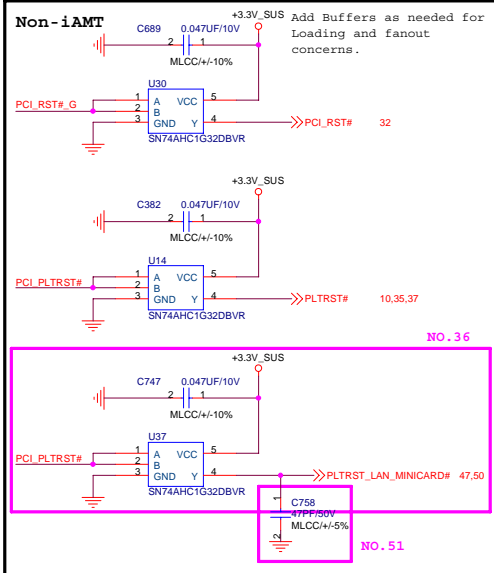 Non-iAMT
+3.3V_SUS
Add Buffers as needed for
Loading and fanout
concerns.
C689 0.047UF/10V
2 1
MLCC/+/-10%
U30
PCI_RST#_G
1 A VCC 5
2 B
3 GND Y 4
PCI_RST# 32
SN74AHC1G32DBVR
+3.3V_SUS
C382 0.047UF/10V
2 1
MLCC/+/-10%
U14
PCI_PLTRST#
1 A VCC 5
2 B
3 GND Y 4
PLTRST# 10,35,37
SN74AHC1G32DBVR
NO.36
+3.3V_SUS
C747 0.047UF/10V
2 1
MLCC/+/-10%
U37
PCI_PLTRST#
1 A VCC 5
2 B
3 GND Y 4
PLTRST_LAN_MINICARD# 47,50
SN74AHC1G32DBVR
1
C758
47PF/50V
MLCC/+/-5%
2
NO.51